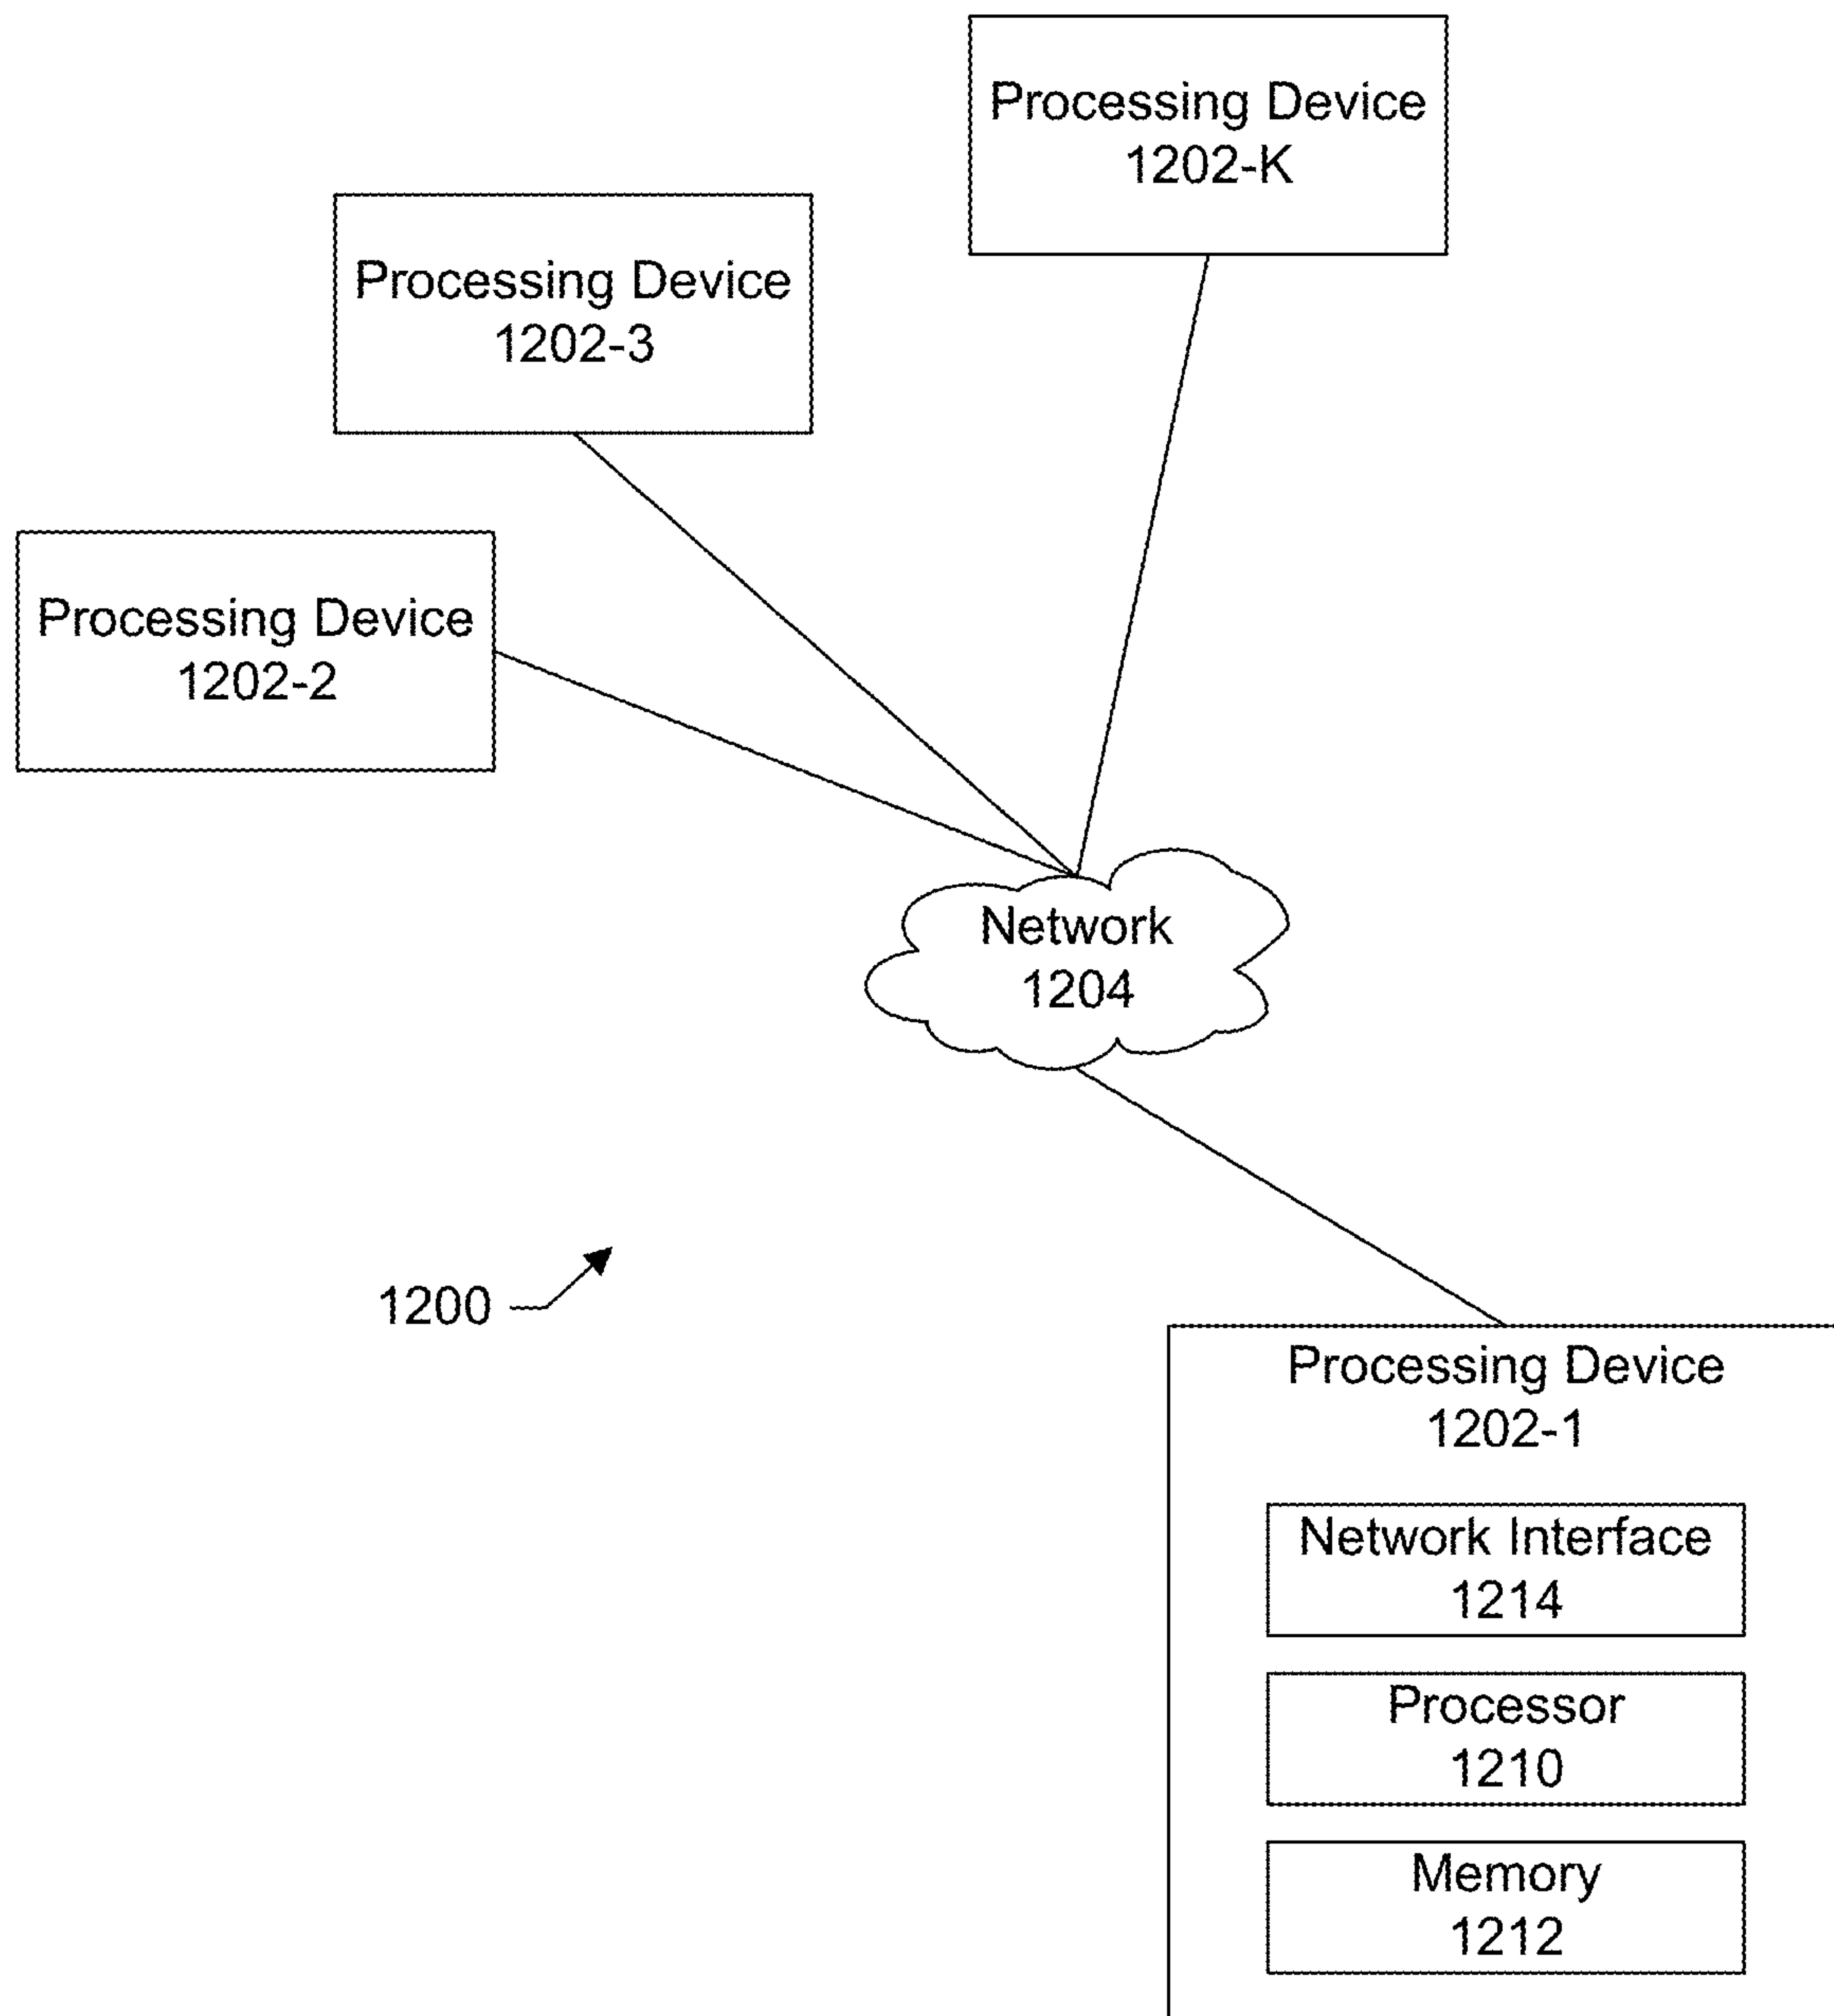 Processing Device
1202-K
Processing Device
1202-3
Processing Device
1202-2
Network
1204
1200
Processing Device
1202-1
Network Interface
1214
Processor
1210
Memory
1212